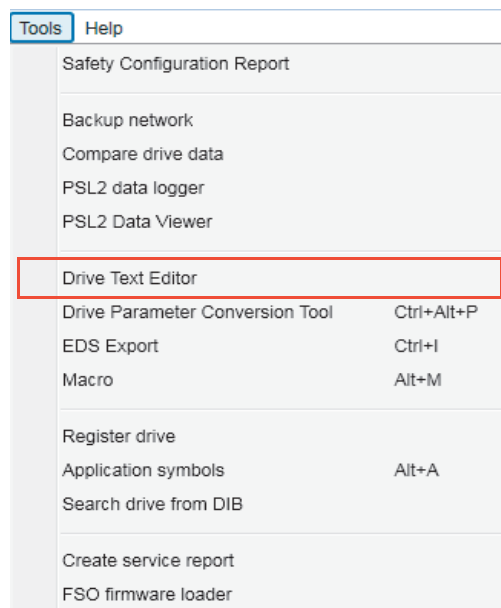 Tools Help
Safety Configuration Report
Backup network
Compare drive data
PSL2 data logger
PSL2 Data Viewer
Drive Text Editor
Drive Parameter Conversion Tool Ctrl+Alt+P
EDS Export Ctrl+I
Macro Alt+M
Register drive
Application symbols Alt+A
Search drive from DIB
Create service report
FSO firmware loader